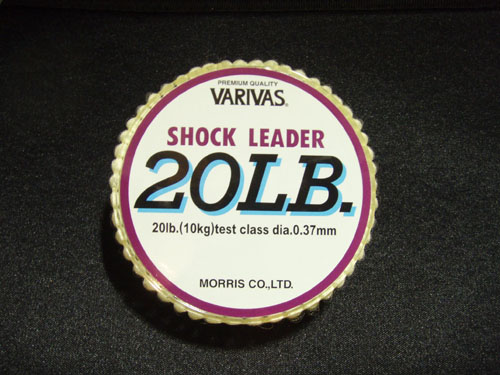 PREMIUM QUALITY
VARIVAS®
SHOCK LEADER
20LB.
20lb.(10kg)test class dia.0.37mm
MORRIS CO.,LTD.